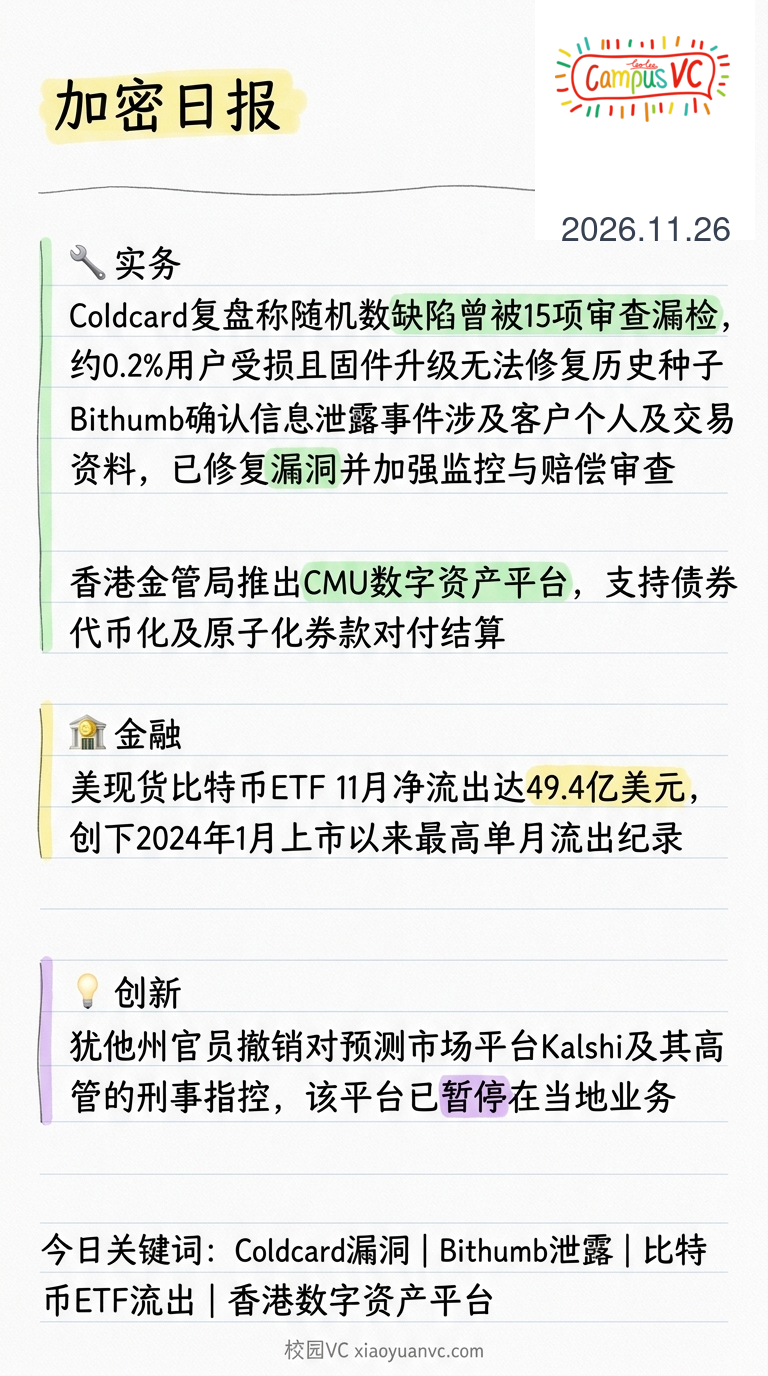 加密日报
leo lee
Campus VC
2026.11.26
实务
Coldcard复盘称随机数缺陷曾被15项审查漏检，
约0.2%用户受损且固件升级无法修复历史种子
Bithumb确认信息泄露事件涉及客户个人及交易
资料，已修复漏洞并加强监控与赔偿审查
香港金管局推出CMU数字资产平台，支持债券
代币化及原子化券款对付结算
金融
美现货比特币ETF 11月净流出达49.4亿美元，
创下2024年1月上市以来最高单月流出纪录
创新
犹他州官员撤销对预测市场平台Kalshi及其高
管的刑事指控，该平台已暂停在当地业务
今日关键词：Coldcard漏洞 | Bithumb泄露 | 比特
币ETF流出 | 香港数字资产平台
校园VC xiaoyuanvc.com